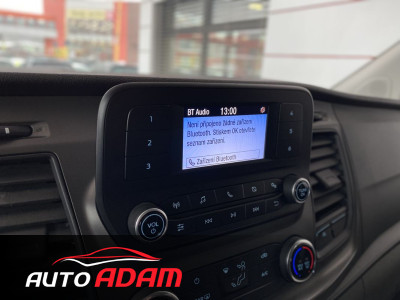 BT Audio 13:00
Není připojeno žádné zařízení
Bluetooth. Stiskem OK otevřete
seznam zařízení.
Zařízení Bluetooth
1
2
3
4
5
6
VOL
AUTO ADAM